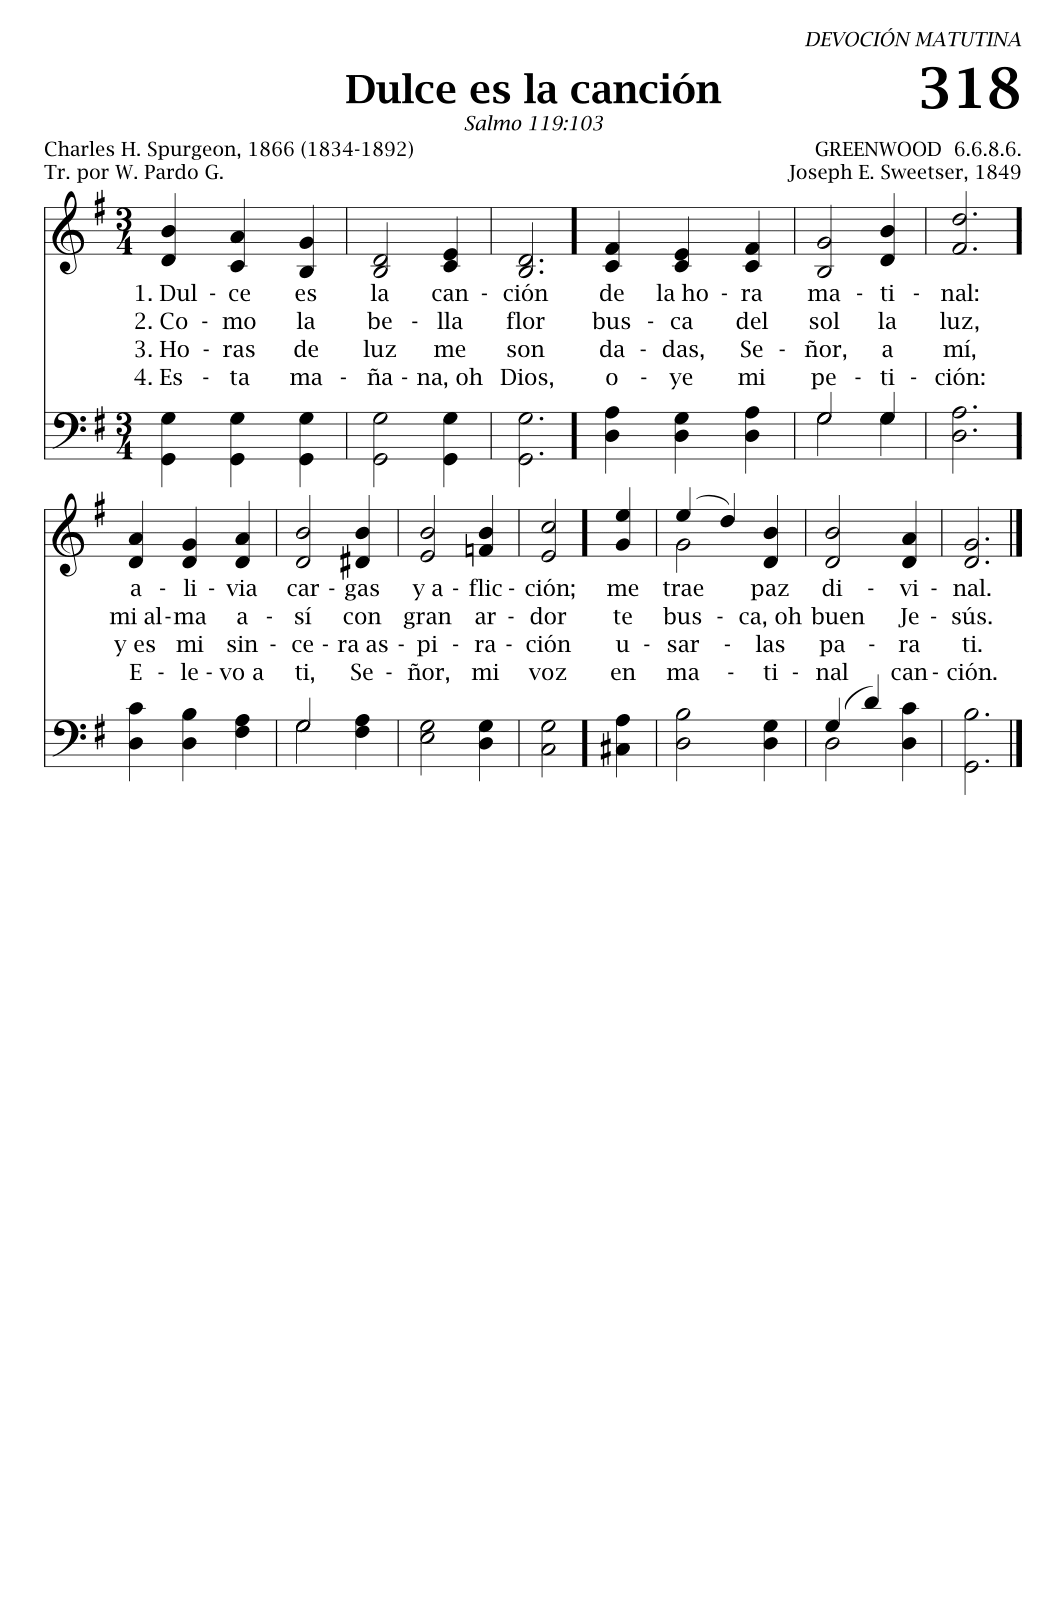 DEVOCIÓN MATUTINA
318
Dulce es la canción
Salmo 119:103
Charles H. Spurgeon, 1866 (1834-1892)
GREENWOOD 6.6.8.6.
Tr. por W. Pardo G.
Joseph E. Sweetser, 1849
3 4
1. Dul - ce es la can - ción de la ho - ra ma - ti - nal:
2. Co - mo la be - lla flor bus - ca del sol la luz,
3. Ho - ras de luz me son da - das, Se - ñor, a mí,
4. Es - ta ma - ña - na, oh Dios, o - ye mi pe - ti - ción:
3 4
a - li - via car - gas y a - flic - ción; me trae paz di - vi - nal.
mi al - ma a - sí con gran ar - dor te bus - ca, oh buen Je - sús.
y es mi sin - ce - ra as - pi - ra - ción u - sar - las pa - ra ti.
E - le - vo a ti, Se - ñor, mi voz en ma - ti - nal can - ción.